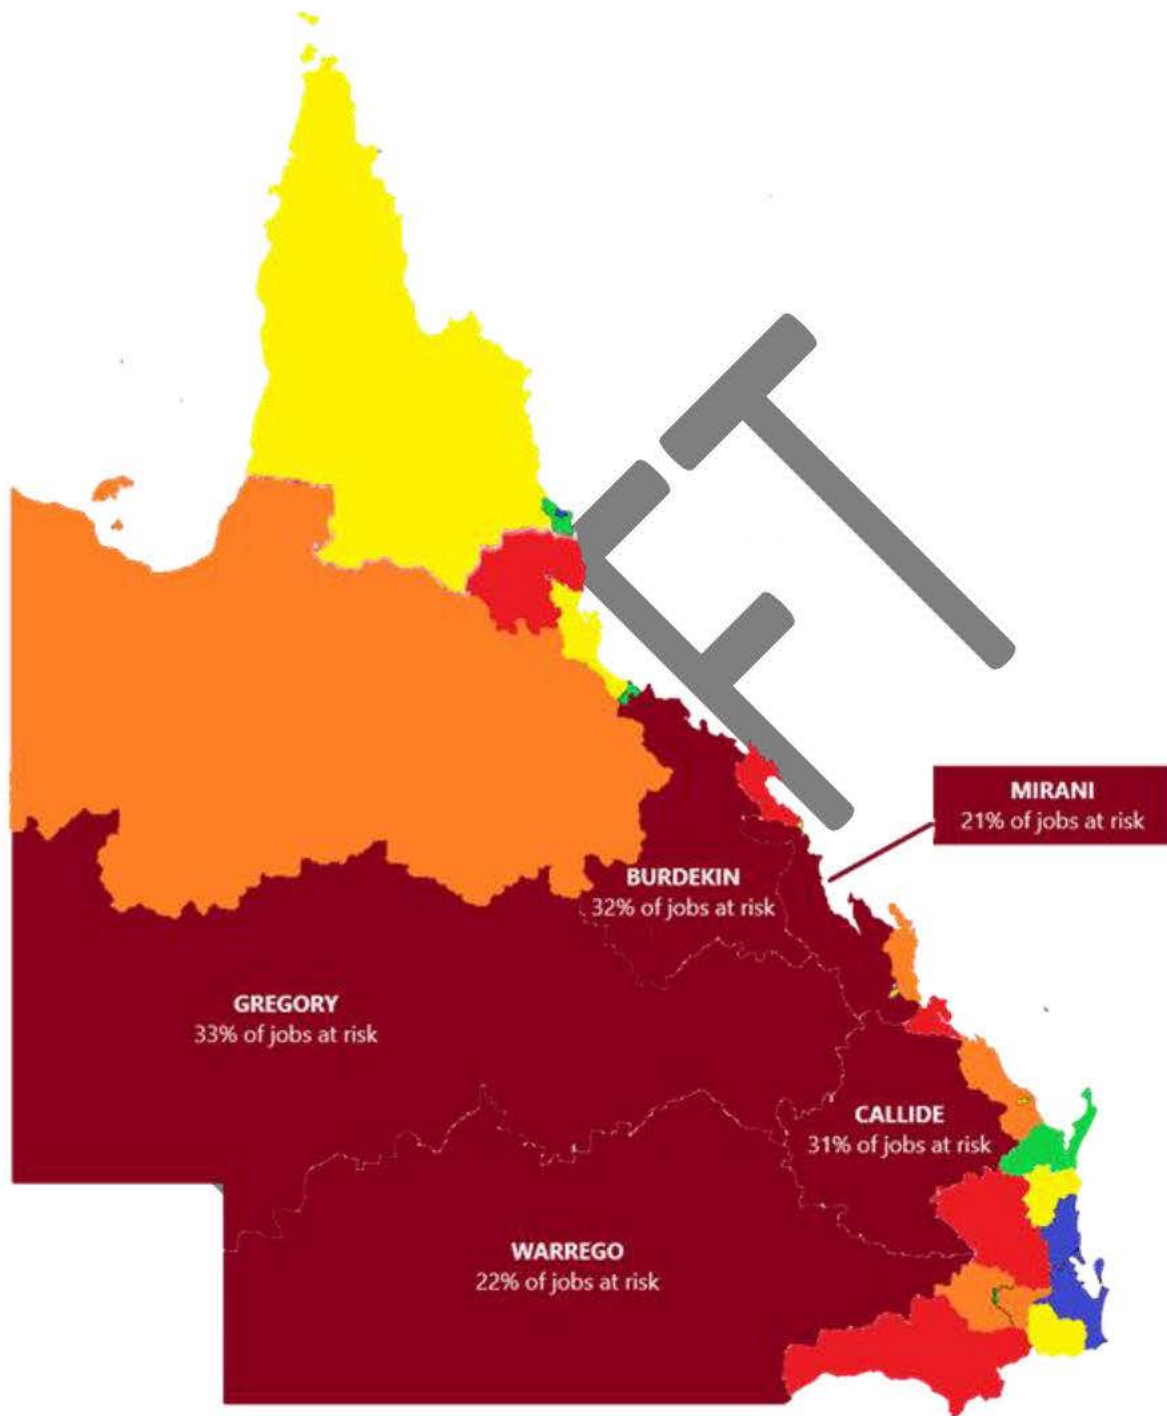 MIRANI
21% of jobs at risk
BURDEKIN
32% of jobs at risk
GREGORY
33% of jobs at risk
CALLIDE
31% of jobs at risk
WARREGO
22% of jobs at risk
FT